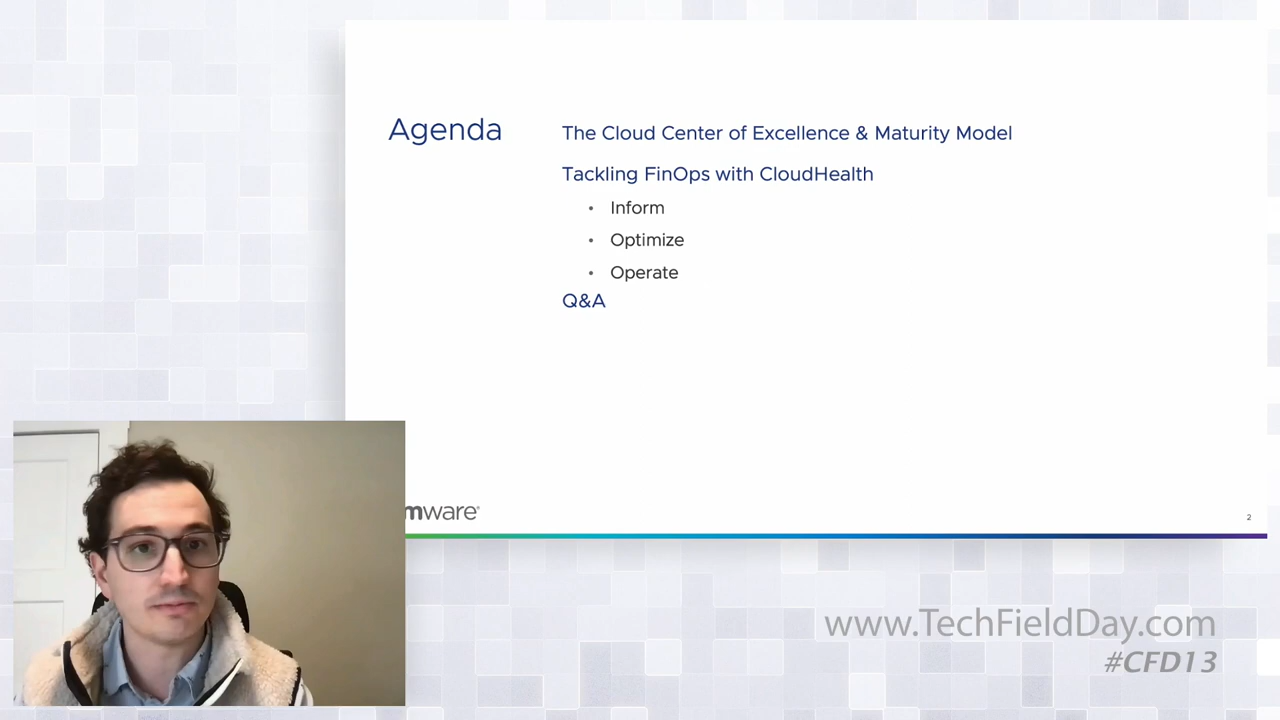 Agenda
The Cloud Center of Excellence & Maturity Model
Tackling FinOps with CloudHealth
• Inform
• Optimize
• Operate
Q&A
mware®
2
www.TechFieldDay.com
#CFD13